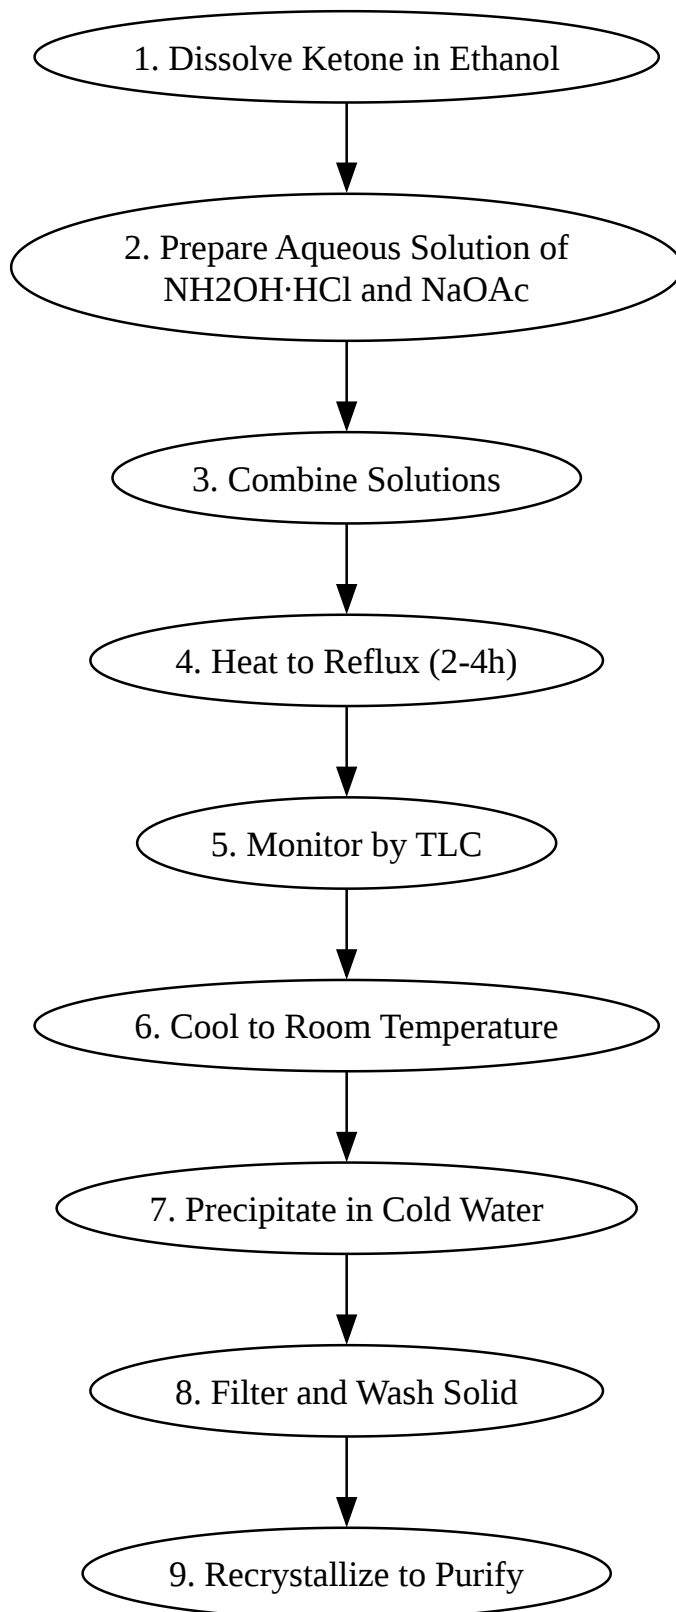 1. Dissolve Ketone in Ethanol
2. Prepare Aqueous Solution of
NH2OH·HCl and NaOAc
3. Combine Solutions
4. Heat to Reflux (2-4h)
5. Monitor by TLC
6. Cool to Room Temperature
7. Precipitate in Cold Water
8. Filter and Wash Solid
9. Recrystallize to Purify